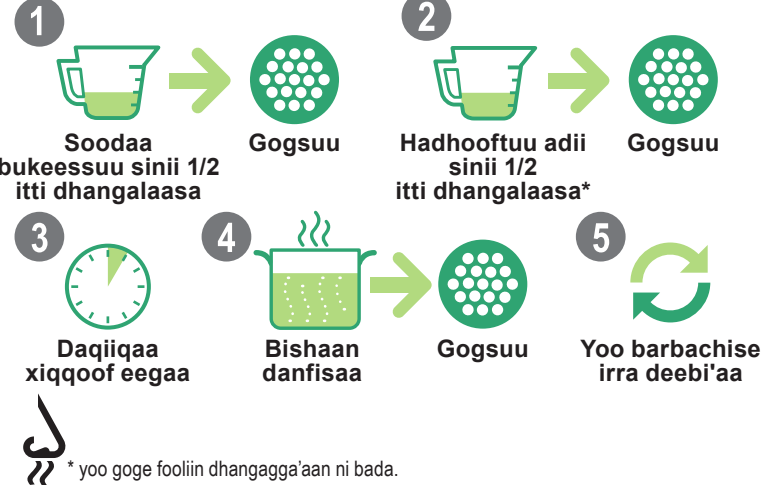 1
2
Soodaa
bukeessuu sinii 1/2
itti dhangalaasa
Gogsuu
Hadhooftuu adii
sinii 1/2
itti dhangalaasa*
Gogsuu
3
4
5
Daqiiqaa
xiqqoof eegaa
Bishaan
danfisaa
Gogsuu
Yoo barbachise
irra deebi'aa
* yoo goge fooliin dhangagga’aan ni bada.